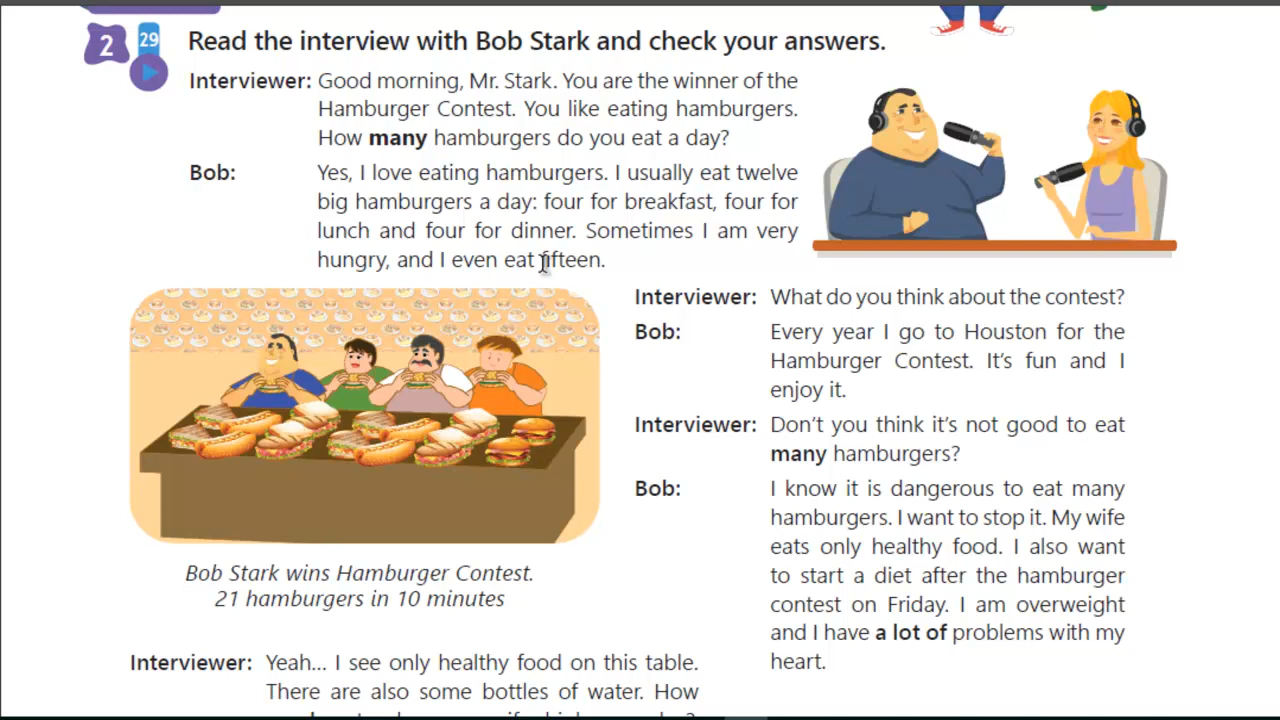 2
29
Read the interview with Bob Stark and check your answers.
Interviewer: Good morning, Mr. Stark. You are the winner of the
Hamburger Contest. You like eating hamburgers.
How many hamburgers do you eat a day?
Bob: Yes, I love eating hamburgers. I usually eat twelve
big hamburgers a day: four for breakfast, four for
lunch and four for dinner. Sometimes I am very
hungry, and I even eat fifteen.
Interviewer: What do you think about the contest?
Bob: Every year I go to Houston for the
Hamburger Contest. It’s fun and I
enjoy it.
Interviewer: Don’t you think it’s not good to eat
many hamburgers?
Bob: I know it is dangerous to eat many
hamburgers. I want to stop it. My wife
eats only healthy food. I also want
to start a diet after the hamburger
contest on Friday. I am overweight
and I have a lot of problems with my
heart.
Bob Stark wins Hamburger Contest.
21 hamburgers in 10 minutes
Interviewer: Yeah... I see only healthy food on this table.
There are also some bottles of water. How